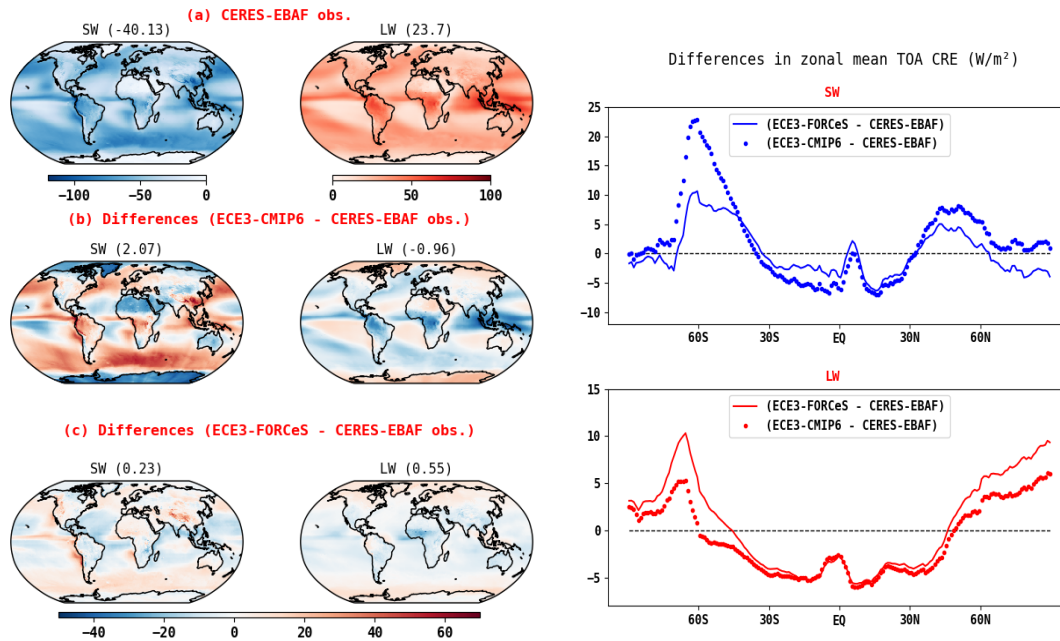 (a) CERES-EBAF obs.
SW (-40.13)
LW (23.7)
−100 −50 0
0 50 100
(b) Differences (ECE3-CMIP6 - CERES-EBAF obs.)
SW (2.07)
LW (-0.96)
(c) Differences (ECE3-FORCeS - CERES-EBAF obs.)
SW (0.23)
LW (0.55)
−40 −20 0 20 40 60
Differences in zonal mean TOA CRE (W/m²)
SW
25
20
15
10
5
0
−5
−10
(ECE3-FORCeS - CERES-EBAF)
(ECE3-CMIP6 - CERES-EBAF)
60S 30S EQ 30N 60N
LW
15
10
5
0
−5
(ECE3-FORCeS - CERES-EBAF)
(ECE3-CMIP6 - CERES-EBAF)
60S 30S EQ 30N 60N